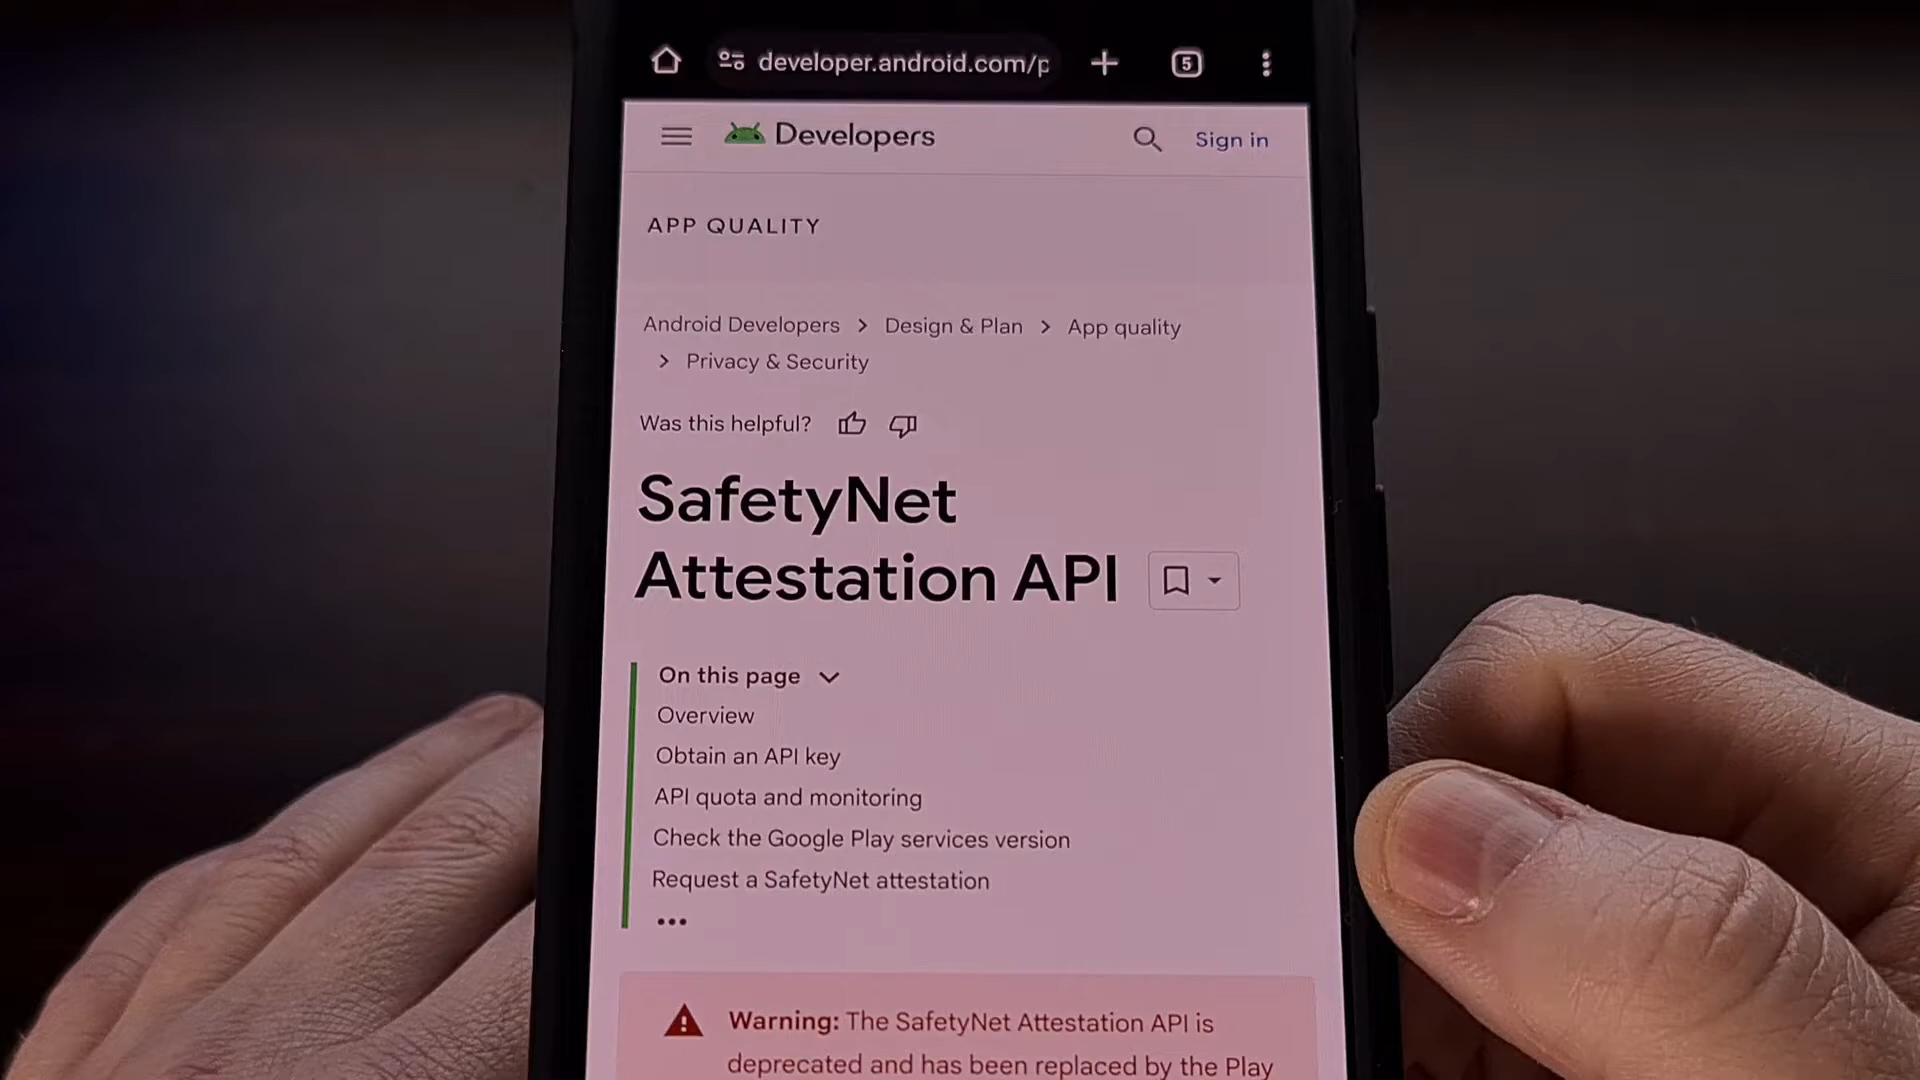 developer.android.com/p
5
Developers
Sign in
APP QUALITY
Android Developers > Design & Plan > App quality
> Privacy & Security
Was this helpful?
SafetyNet
Attestation API
On this page
Overview
Obtain an API key
API quota and monitoring
Check the Google Play services version
Request a SafetyNet attestation
•••
Warning: The SafetyNet Attestation API is
deprecated and has been replaced by the Play